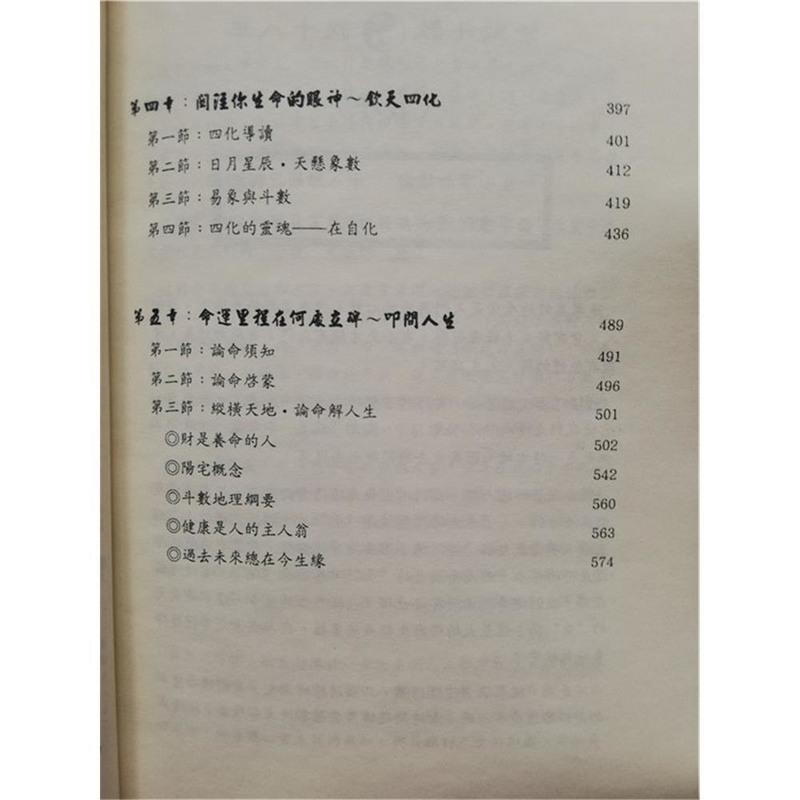 第四章：關注你生命的眼神～欽天四化 397
第一節：四化導讀 401
第二節：日月星辰·天懸象數 412
第三節：易象與斗數 419
第四節：四化的靈魂——在自化 436
第五章：命運里程在何處立碑～叩問人生 489
第一節：論命須知 491
第二節：論命啓蒙 496
第三節：縱橫天地·論命解人生 501
◎財是養命的人 502
◎陽宅概念 542
◎斗數地理綱要 560
◎健康是人的主人翁 563
◎過去未來總在今生緣 574